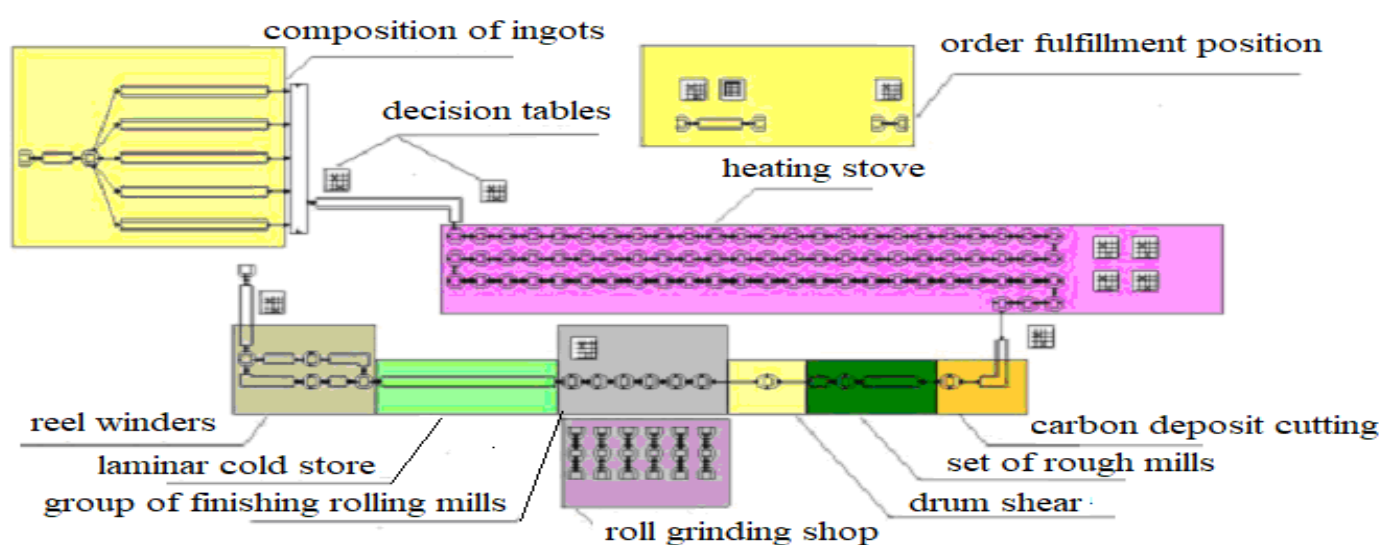 composition of ingots
order fulfillment position
decision tables
heating stove
reel winders
carbon deposit cutting
laminar cold store
set of rough mills
group of finishing rolling mills
drum shear
roll grinding shop